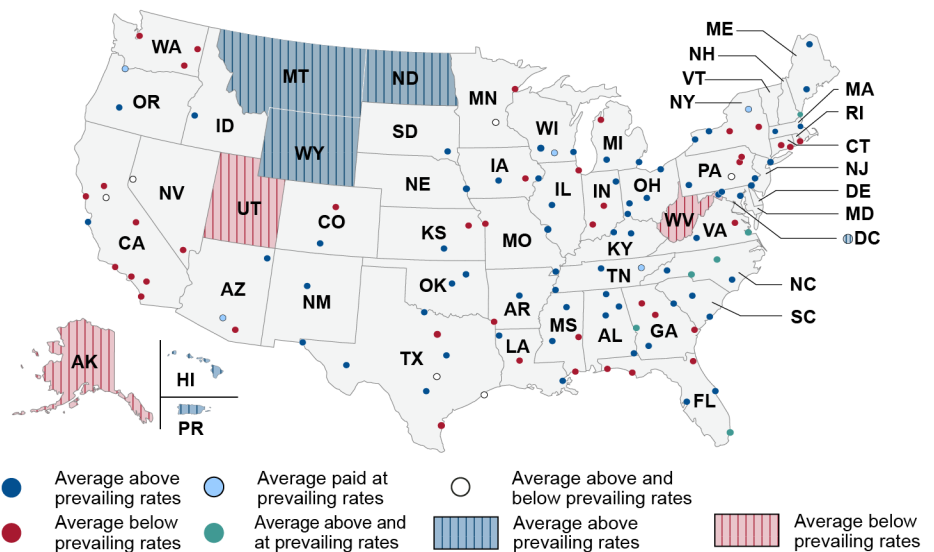 ME
NH
VT
NY
MA
RI
CT
NJ
DE
MD
DC
NC
SC
WA
MT
ND
MN
OR
ID
SD
WI
MI
WY
IA
PA
NE
NV
IL
IN
OH
UT
CO
WV
VA
CA
KS
MO
KY
AZ
NM
OK
TN
AR
MS
AL
GA
TX
LA
AK
HI
PR
FL
Average above
prevailing rates
Average paid at
prevailing rates
Average above and
below prevailing rates
Average below
prevailing rates
Average above and
at prevailing rates
Average above
prevailing rates
Average below
prevailing rates